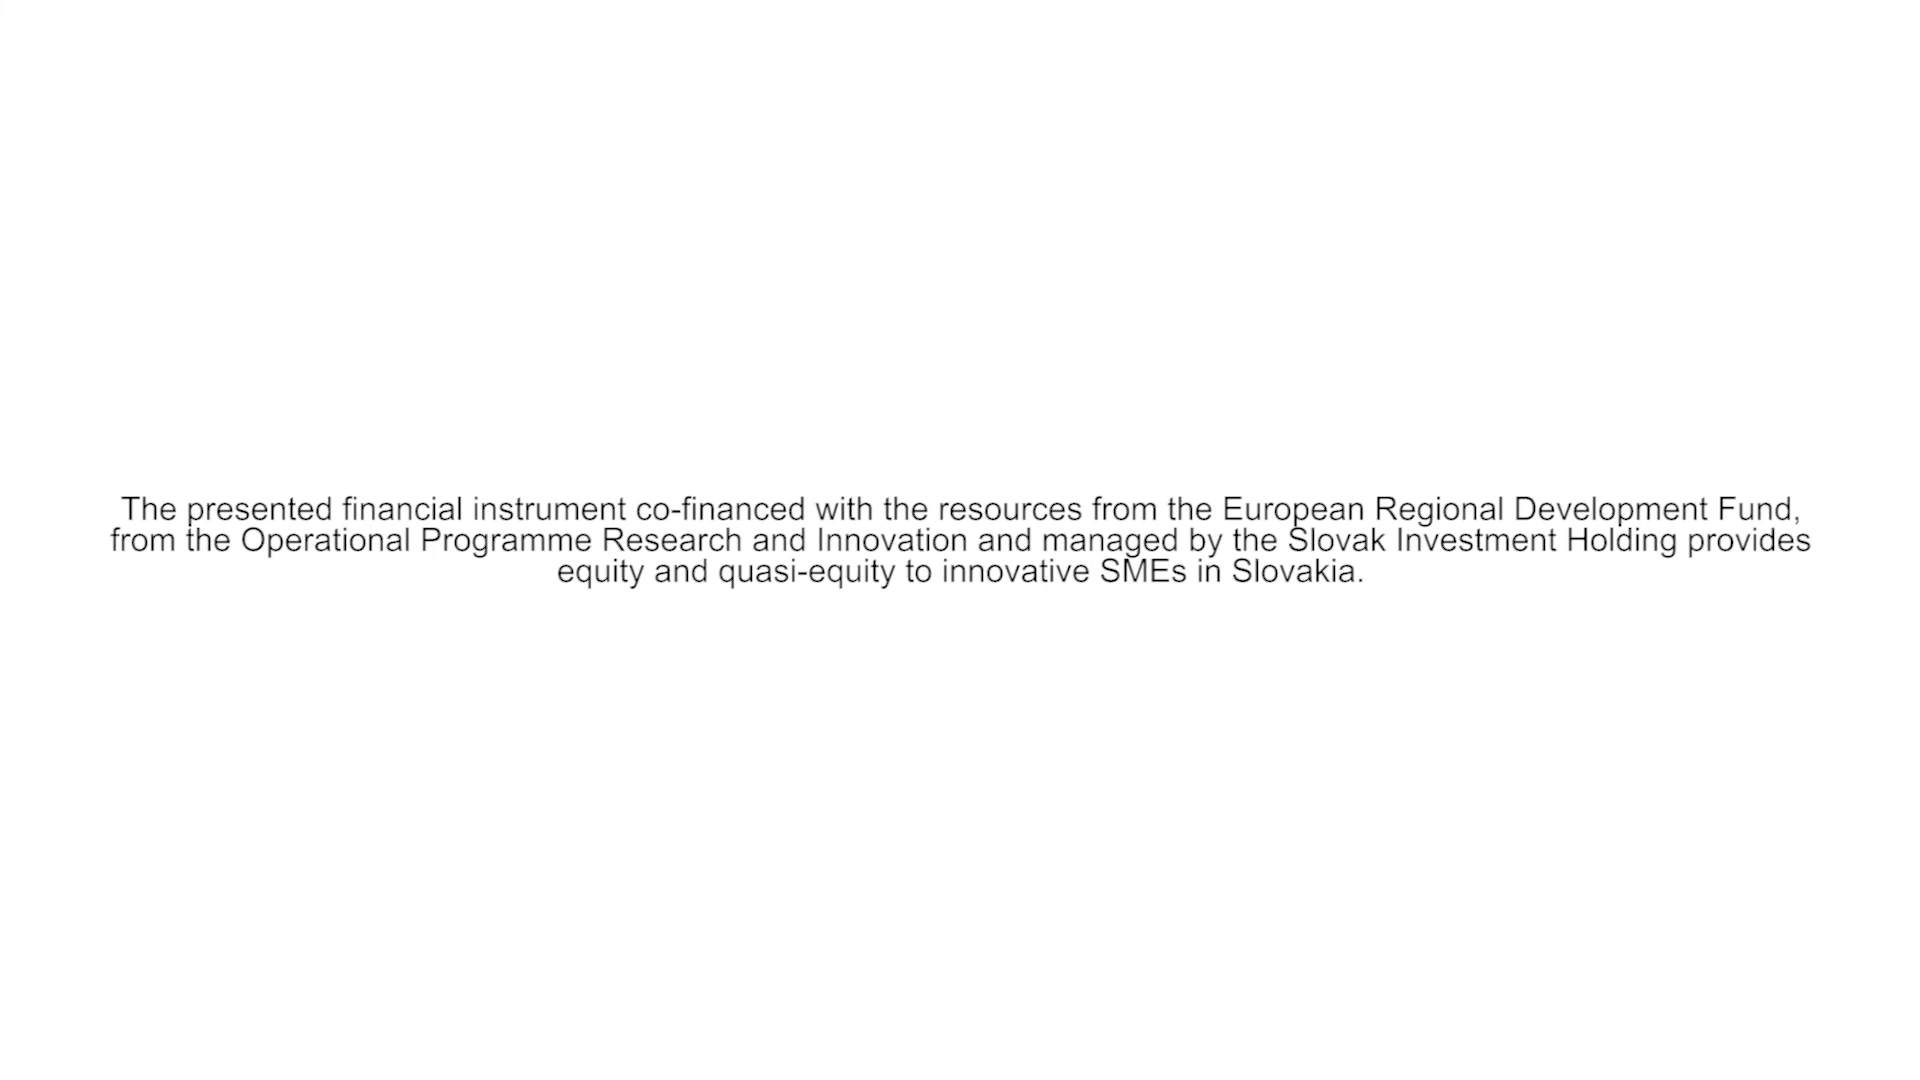 The presented financial instrument co-financed with the resources from the European Regional Development Fund,
from the Operational Programme Research and Innovation and managed by the Slovak Investment Holding provides
equity and quasi-equity to innovative SMEs in Slovakia.